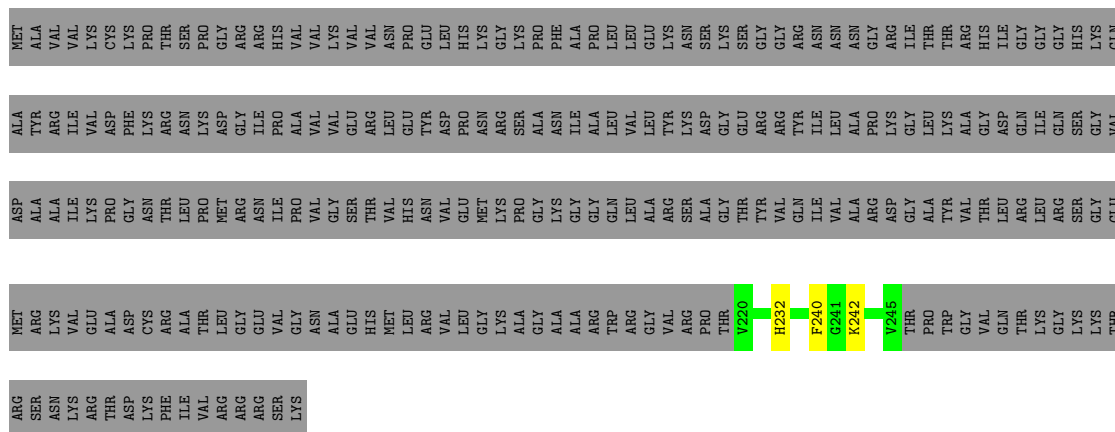 MET ALA VAL VAL LYS CYS LYS PRO THR SER PRO GLY ARG ARG HIS VAL VAL LYS VAL VAL ASN PRO GLU LEU HIS LYS GLY LYS PRO PHE ALA PRO LEU LEU GLU LYS ASN SER LYS SER GLY GLY ARG ASN ASN ASN GLY ARG ILE THR THR ARG HIS ILE GLY GLY GLY HIS LYS GLN
ALA TYR ARG ILE VAL ASP PHE LYS ARG ASN LYS ASP GLY ILE PRO ALA VAL VAL GLU ARG LEU GLU TYR ASP PRO ASN ARG SER ALA ASN ILE ALA LEU VAL LEU TYR LYS ASP GLY GLU ARG ARG TYR ILE LEU ALA PRO LYS GLY LEU LYS ALA GLY ASP GLN ILE GLN SER GLY VAL
ASP ALA ALA ILE LYS PRO GLY ASN THR LEU PRO MET ARG ASN ILE PRO VAL GLY SER THR VAL HIS ASN VAL GLU MET LYS PRO GLY LYS GLY GLY GLN LEU ALA ARG SER ALA GLY THR TYR VAL GLN ILE VAL ALA ARG ASP GLY ALA TYR VAL THR LEU ARG LEU ARG SER GLY GLU
MET ARG LYS VAL GLU ALA ASP CYS ARG ALA THR LEU GLY GLU VAL GLY ASN ALA GLU HIS MET LEU ARG VAL LEU GLY LYS ALA GLY ALA ALA ARG TRP ARG GLY VAL ARG PRO THR V220 H232 F240 G241 K242 V245 THR PRO TRP GLY VAL GLN THR LYS GLY LYS LYS THR
ARG SER ASN LYS ARG THR ASP LYS PHE ILE VAL ARG ARG ARG SER LYS